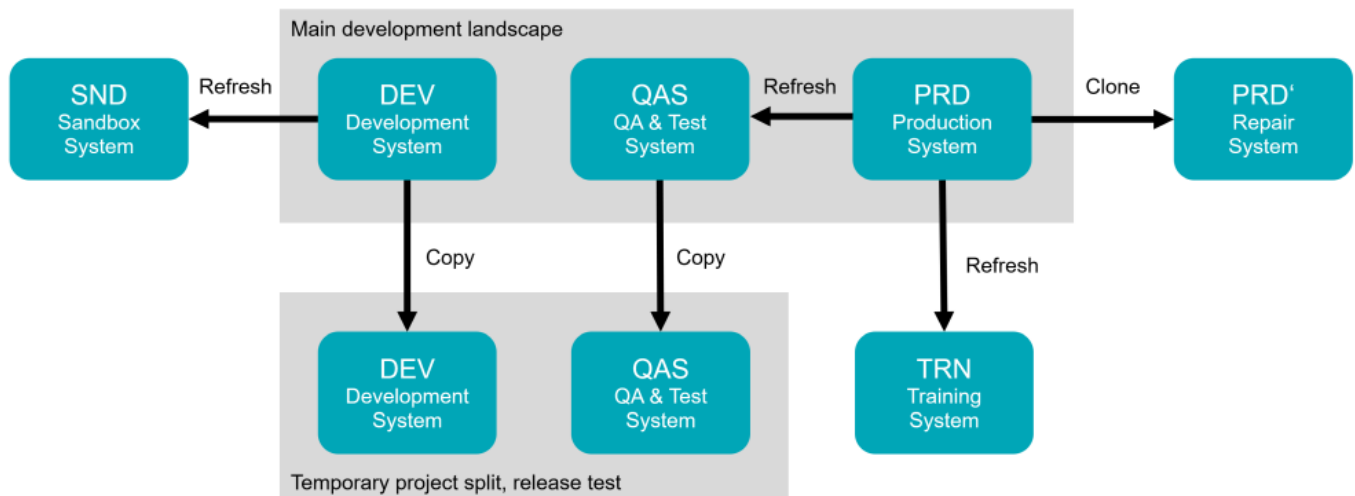 Main development landscape
SND
Sandbox
System
Refresh
DEV
Development
System
QAS
QA & Test
System
Refresh
PRD
Production
System
Clone
PRD‘
Repair
System
Copy
Copy
Refresh
DEV
Development
System
QAS
QA & Test
System
TRN
Training
System
Temporary project split, release test